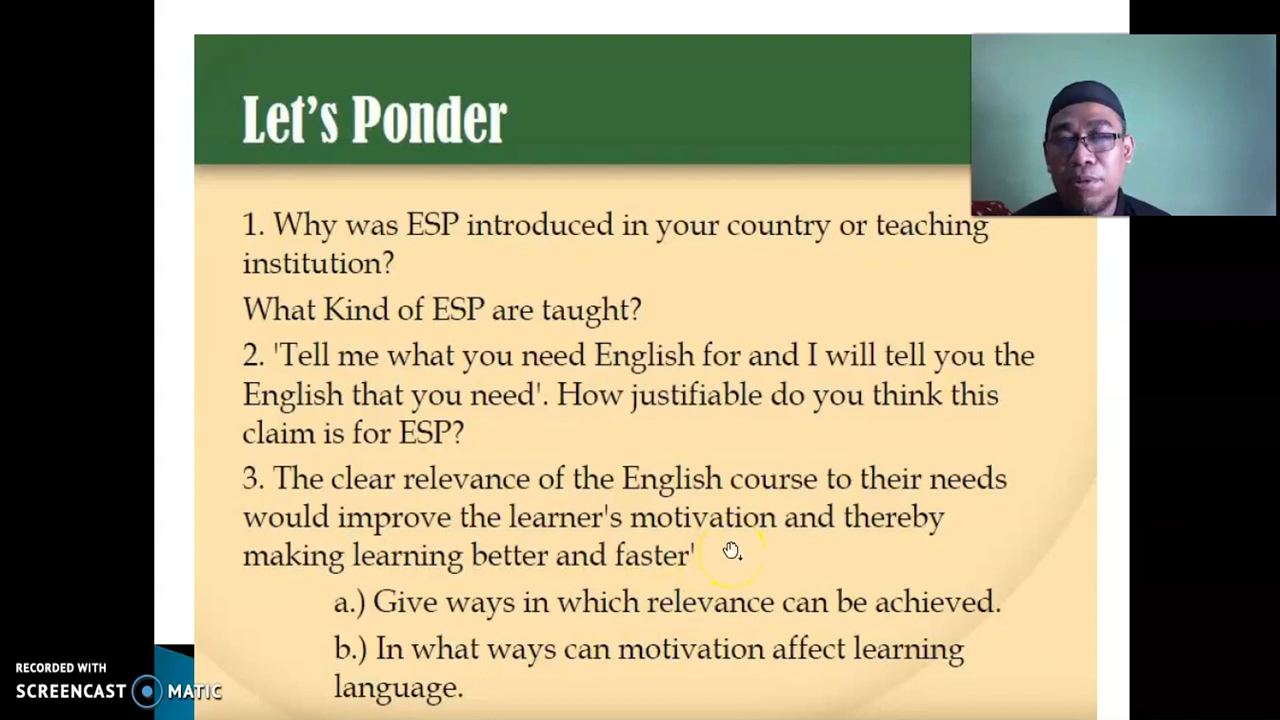 Let's Ponder
1. Why was ESP introduced in your country or teaching
institution?
What Kind of ESP are taught?
2. 'Tell me what you need English for and I will tell you the
English that you need'. How justifiable do you think this
claim is for ESP?
3. The clear relevance of the English course to their needs
would improve the learner's motivation and thereby
making learning better and faster'
a.) Give ways in which relevance can be achieved.
b.) In what ways can motivation affect learning
language.
RECORDED WITH
SCREENCAST MATIC